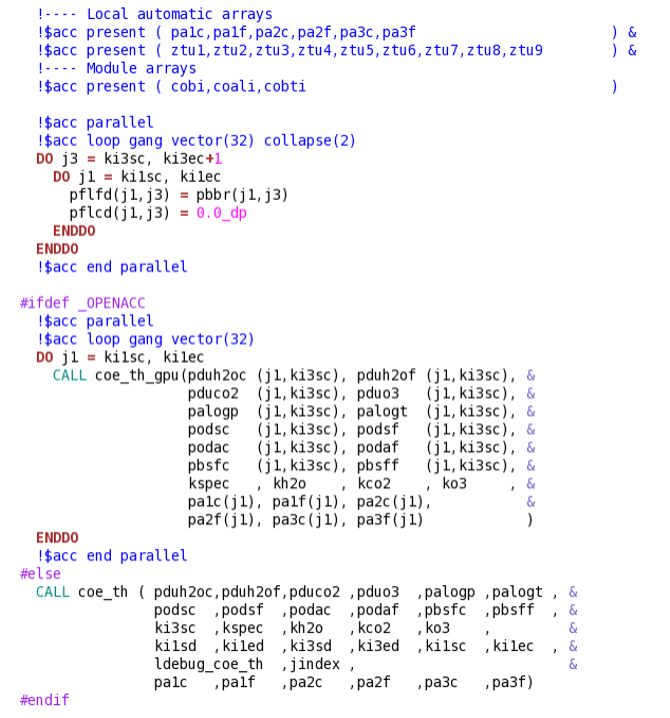 !---- Local automatic arrays
!$acc present ( pa1c,pa1f,pa2c,pa2f,pa3c,pa3f                        ) &
!$acc present ( ztu1,ztu2,ztu3,ztu4,ztu5,ztu6,ztu7,ztu8,ztu9        ) &
!---- Module arrays
!$acc present ( cobi,coali,cobti                                     )
!$acc parallel
!$acc loop gang vector(32) collapse(2)
DO j3 = ki3sc, ki3ec+1
  DO j1 = ki1sc, ki1ec
    pflfd(j1,j3) = pbbr(j1,j3)
    pflcd(j1,j3) = 0.0_dp
  ENDDO
ENDDO
!$acc end parallel
#ifdef _OPENACC
!$acc parallel
!$acc loop gang vector(32)
DO j1 = ki1sc, ki1ec
  CALL coe_th_gpu(pduh2oc (j1,ki3sc), pduh2of (j1,ki3sc), &
                  pduco2  (j1,ki3sc), pduo3   (j1,ki3sc), &
                  palogp  (j1,ki3sc), palogt  (j1,ki3sc), &
                  podsc   (j1,ki3sc), podsf   (j1,ki3sc), &
                  podac   (j1,ki3sc), podaf   (j1,ki3sc), &
                  pbsfc   (j1,ki3sc), pbsff   (j1,ki3sc), &
                  kspec   , kh2o    , kco2    , ko3     , &
                  pa1c(j1), pa1f(j1), pa2c(j1),           &
                  pa2f(j1), pa3c(j1), pa3f(j1)            )
ENDDO
!$acc end parallel
#else
CALL coe_th ( pduh2oc,pduh2of,pduco2 ,pduo3  ,palogp ,palogt , &
              podsc  ,podsf  ,podac  ,podaf  ,pbsfc  ,pbsff  , &
              ki3sc  ,kspec  ,kh2o   ,kco2   ,ko3    ,         &
              ki1sd  ,ki1ed  ,ki3sd  ,ki3ed  ,ki1sc  ,ki1ec  , &
              ldebug_coe_th  ,jindex ,                         &
              pa1c   ,pa1f   ,pa2c   ,pa2f   ,pa3c   ,pa3f)
#endif